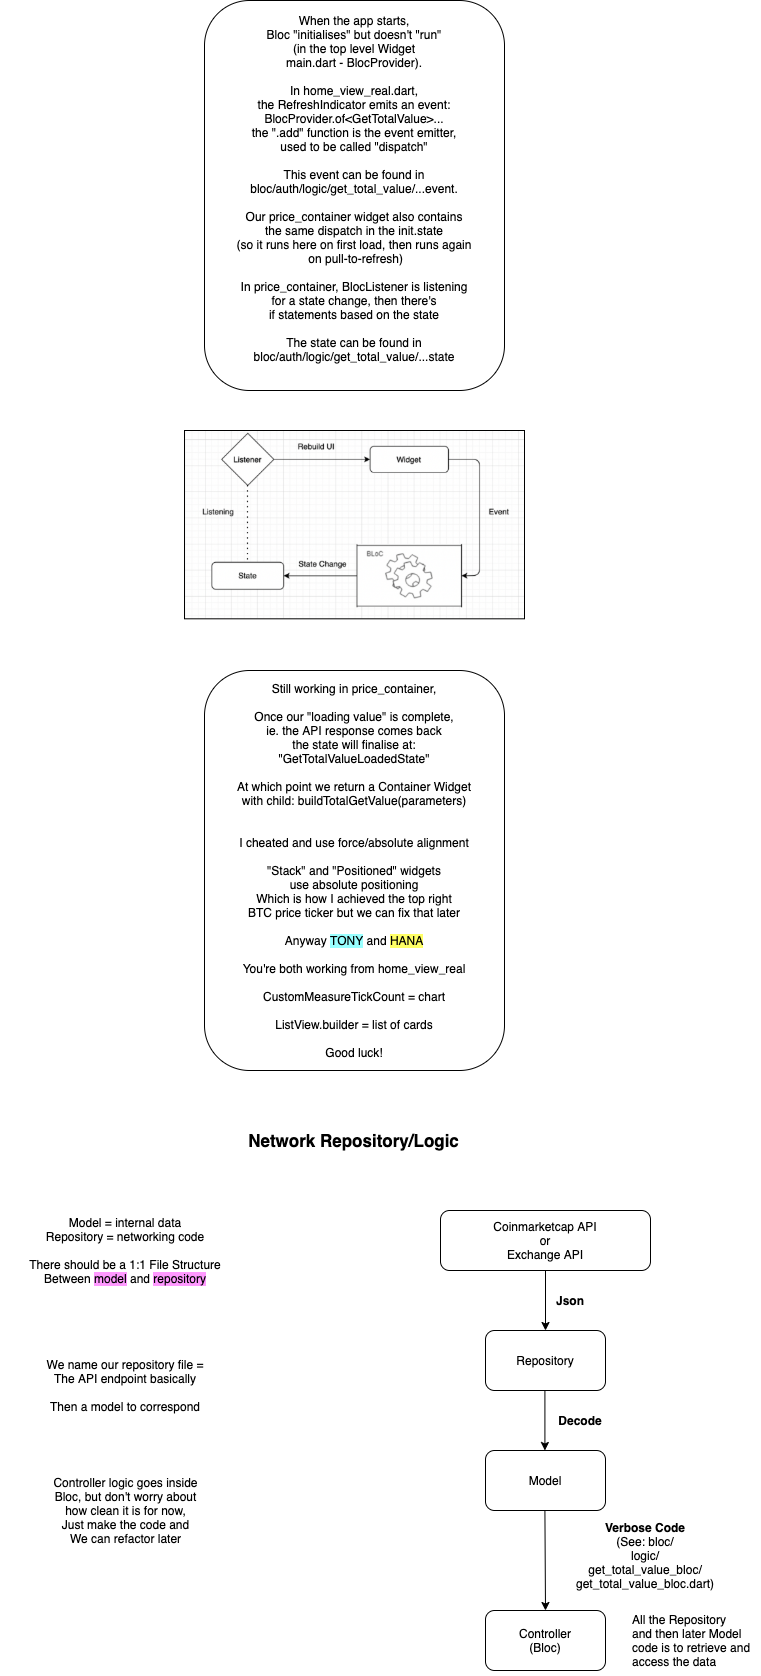 When the app starts,
Bloc "initialises" but doesn't "run"
(in the top level Widget
main.dart - BlocProvider).
In home_view_real.dart,
the RefreshIndicator emits an event:
BlocProvider.of<GetTotalValue>...
the ".add" function is the event emitter,
used to be called "dispatch"
This event can be found in
bloc/auth/logic/get_total_value/...event.
Our price_container widget also contains
the same dispatch in the init.state
(so it runs here on first load, then runs again
on pull-to-refresh)
In price_container, BlocListener is listening
for a state change, then there's
if statements based on the state
The state can be found in
bloc/auth/logic/get_total_value/...state
Listener
Rebuild UI
Widget
Listening
Event
State
State Change
BLoC
Still working in price_container,
Once our "loading value" is complete,
ie. the API response comes back
the state will finalise at:
"GetTotalValueLoadedState"
At which point we return a Container Widget
with child: buildTotalGetValue(parameters)
I cheated and use force/absolute alignment
"Stack" and "Positioned" widgets
use absolute positioning
Which is how I achieved the top right
BTC price ticker but we can fix that later
Anyway TONY and HANA
You're both working from home_view_real
CustomMeasureTickCount = chart
ListView.builder = list of cards
Good luck!
Network Repository/Logic
Model = internal data
Repository = networking code
There should be a 1:1 File Structure
Between model and repository
We name our repository file =
The API endpoint basically
Then a model to correspond
Controller logic goes inside
Bloc, but don't worry about
how clean it is for now,
Just make the code and
We can refactor later
Coinmarketcap API
or
Exchange API
Json
Repository
Decode
Model
Verbose Code
(See: bloc/
logic/
get_total_value_bloc/
get_total_value_bloc.dart)
Controller
(Bloc)
All the Repository
and then later Model
code is to retrieve and
access the data